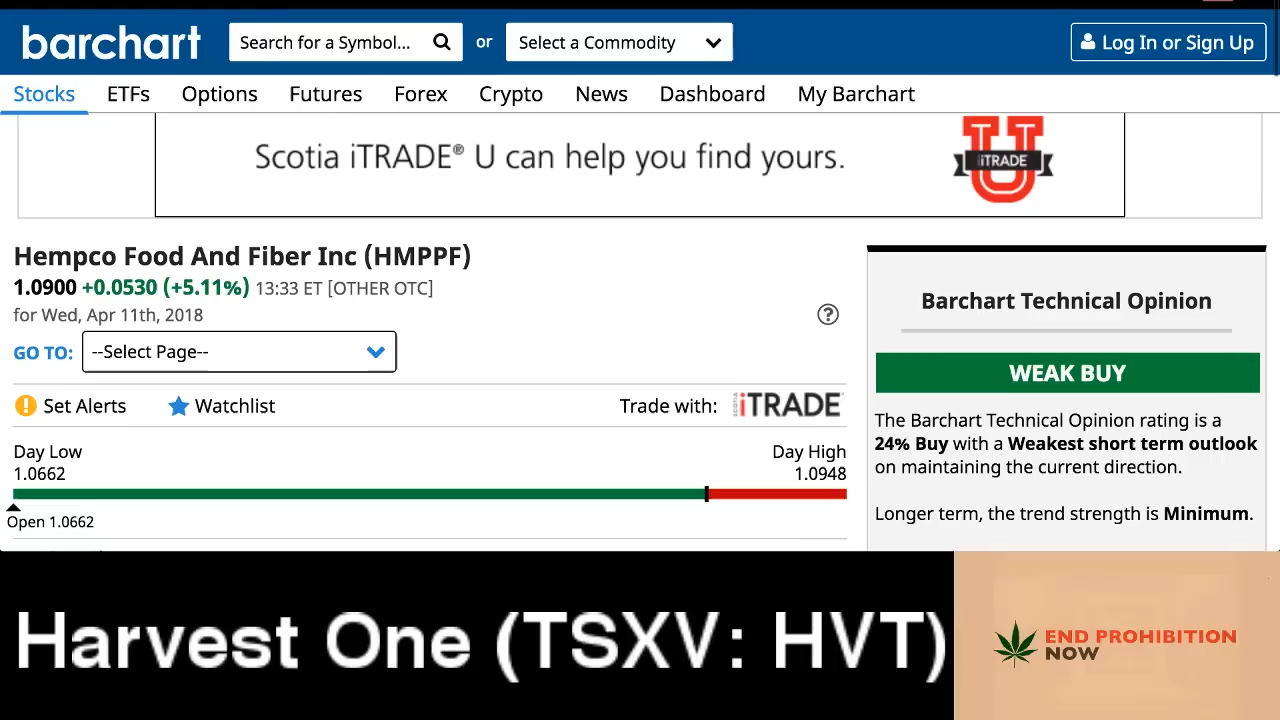 barchart
Search for a Symbol...
or
Select a Commodity
Log In or Sign Up
Stocks
ETFs
Options
Futures
Forex
Crypto
News
Dashboard
My Barchart
Scotia iTRADE® U can help you find yours.
U
iTRADE
Hempco Food And Fiber Inc (HMPPF)
1.0900 +0.0530 (+5.11%) 13:33 ET [OTHER OTC]
for Wed, Apr 11th, 2018
?
GO TO:
--Select Page--
! Set Alerts
Watchlist
Trade with:
Scotia iTRADE
Day Low
Day High
1.0662
1.0948
Open 1.0662
Barchart Technical Opinion
WEAK BUY
The Barchart Technical Opinion rating is a
24% Buy with a Weakest short term outlook
on maintaining the current direction.
Longer term, the trend strength is Minimum.
Harvest One (TSXV: HVT)
END PROHIBITION
NOW